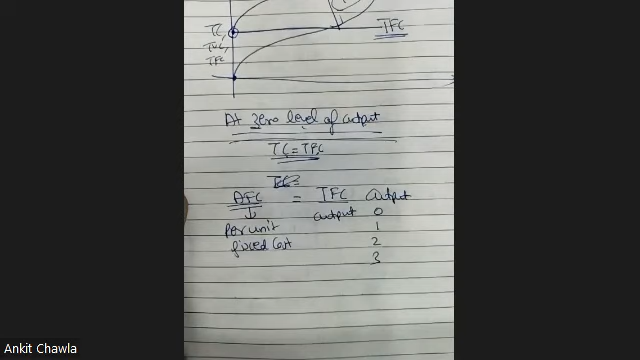 TFC
TC,
TVC,
TFC
At zero level of output
TC = TFC
TC=
AFC = TFC output
output 0
per unit 1
fixed Cost 2
3
Ankit Chawla